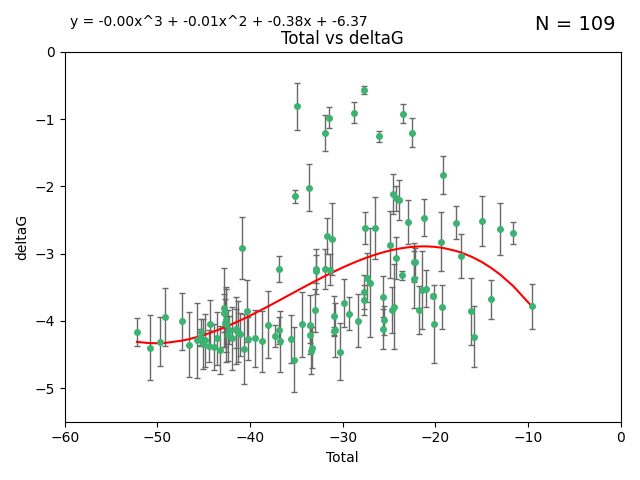 y = -0.00x^3 + -0.01x^2 + -0.38x + -6.37
N = 109
Total vs deltaG
0
−1
−2
−3
−4
−5
deltaG
−60 −50 −40 −30 −20 −10 0
Total